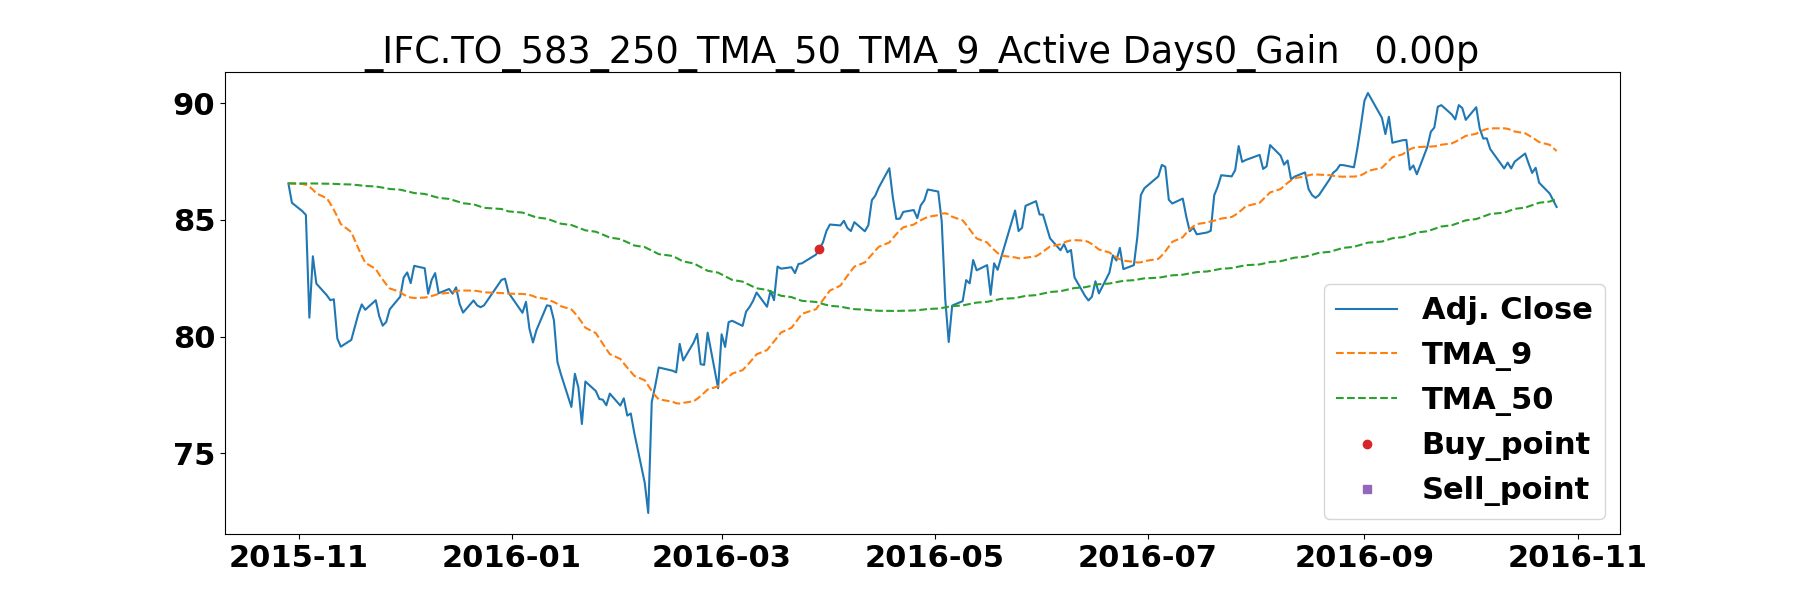 _IFC.TO_583_250_TMA_50_TMA_9_Active Days0_Gain   0.00p
90
85
80
75
Adj. Close
TMA_9
TMA_50
Buy_point
Sell_point
2015-11 2016-01 2016-03 2016-05 2016-07 2016-09 2016-11